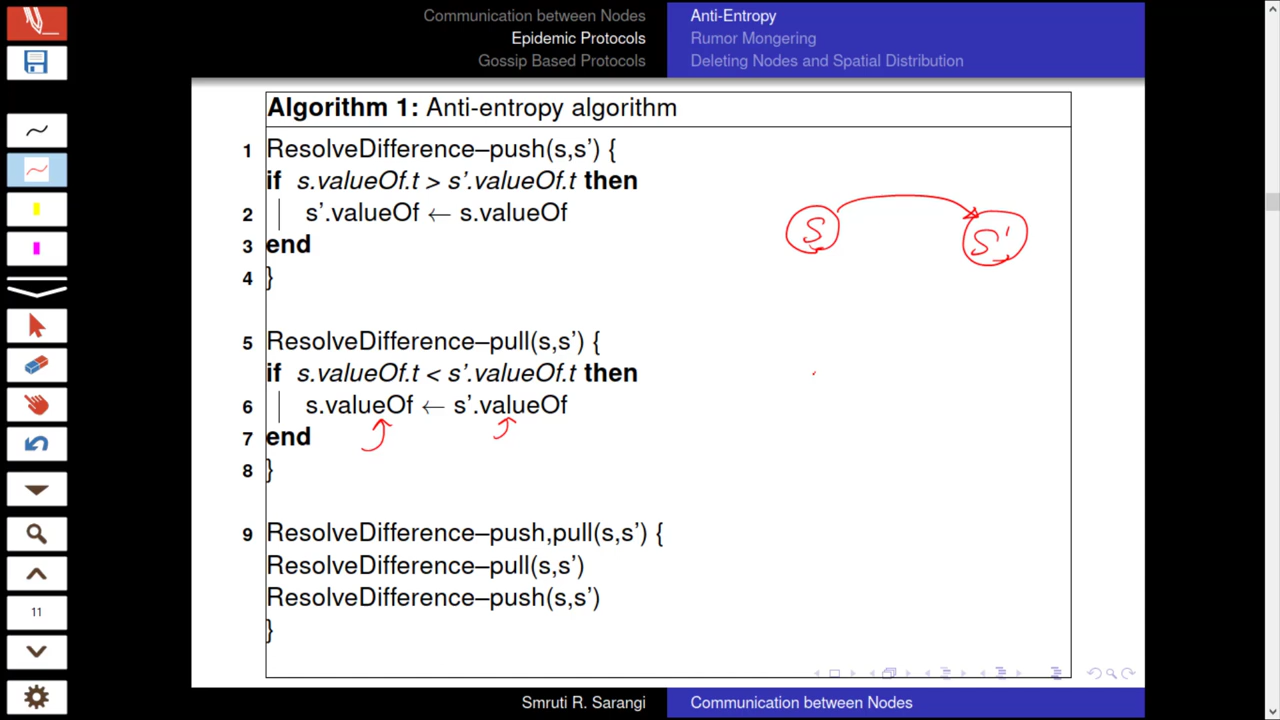 Communication between Nodes
Epidemic Protocols
Gossip Based Protocols
Anti-Entropy
Rumor Mongering
Deleting Nodes and Spatial Distribution
Algorithm 1: Anti-entropy algorithm
1 ResolveDifference–push(s,s’) {
if s.valueOf.t > s’.valueOf.t then
2 s’.valueOf ← s.valueOf
3 end
4 }
S S'
5 ResolveDifference–pull(s,s’) {
if s.valueOf.t < s’.valueOf.t then
6 s.valueOf ← s’.valueOf
7 end
8 }
9 ResolveDifference–push,pull(s,s’) {
ResolveDifference–pull(s,s’)
ResolveDifference–push(s,s’)
}
11
Smruti R. Sarangi
Communication between Nodes